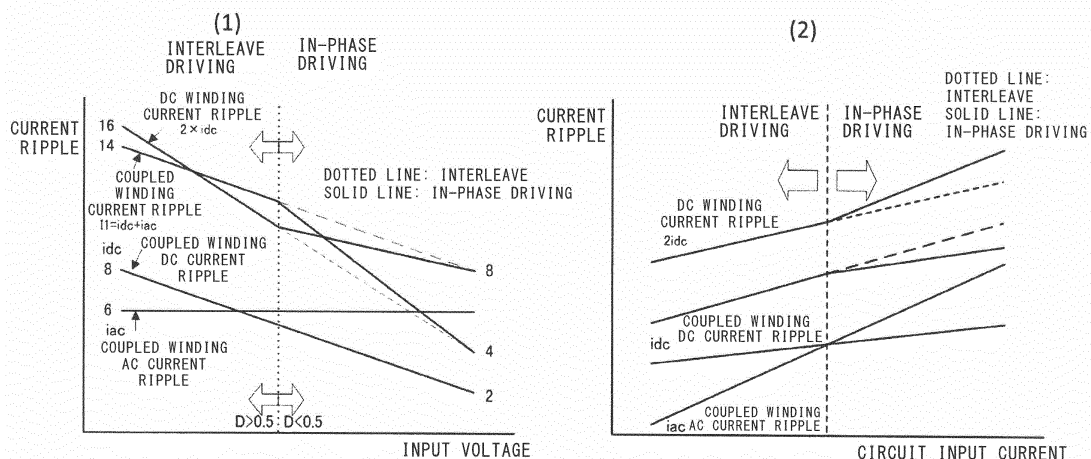 (1)
INTERLEAVE
DRIVING
IN-PHASE
DRIVING
DC WINDING
CURRENT RIPPLE
2×idc
CURRENT
RIPPLE
16
14
COUPLED
WINDING
CURRENT RIPPLE
I1=idc+iac
idc
8
COUPLED WINDING
DC CURRENT
RIPPLE
6
iac
COUPLED WINDING
AC CURRENT
RIPPLE
DOTTED LINE: INTERLEAVE
SOLID LINE: IN-PHASE DRIVING
8
4
2
D>0.5
D<0.5
INPUT VOLTAGE
(2)
DOTTED LINE:
INTERLEAVE
SOLID LINE:
IN-PHASE DRIVING
CURRENT
RIPPLE
INTERLEAVE
DRIVING
IN-PHASE
DRIVING
DC WINDING
CURRENT RIPPLE
2idc
COUPLED WINDING
DC CURRENT RIPPLE
idc
COUPLED WINDING
iac AC CURRENT RIPPLE
CIRCUIT INPUT CURRENT